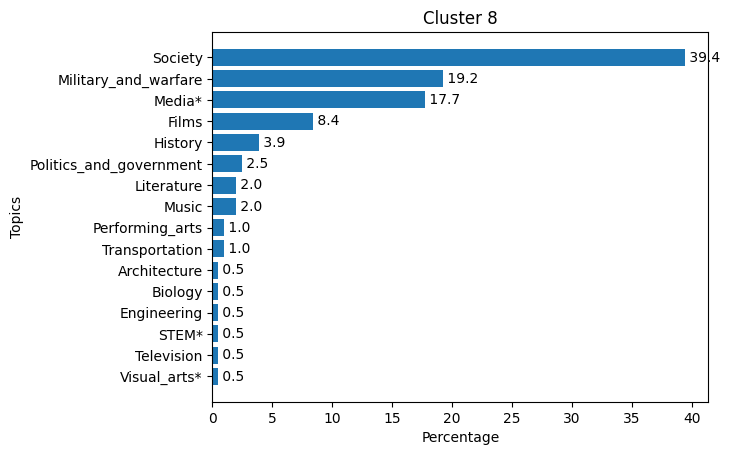 Cluster 8
Topics
Society 39.4
Military_and_warfare 19.2
Media* 17.7
Films 8.4
History 3.9
Politics_and_government 2.5
Literature 2.0
Music 2.0
Performing_arts 1.0
Transportation 1.0
Architecture 0.5
Biology 0.5
Engineering 0.5
STEM* 0.5
Television 0.5
Visual_arts* 0.5
0 5 10 15 20 25 30 35 40
Percentage